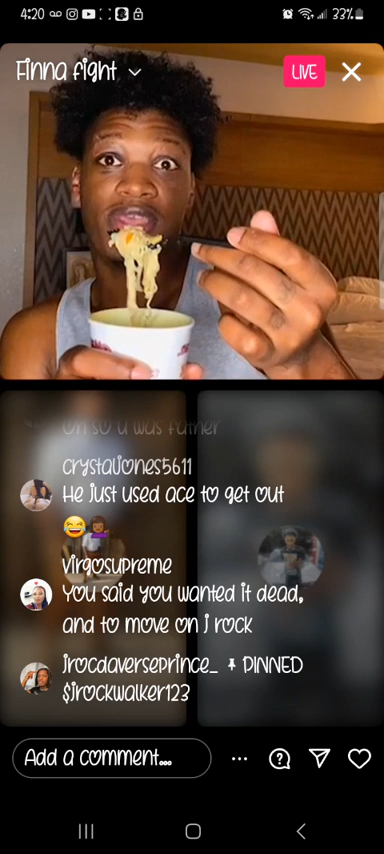 4:20 33%
Finna fight LIVE
Oh so u was rather
crystaljones5611
He just used ace to get out
virgosupreme
You said you wanted it dead,
and to move on j rock
jrocdaverseprince_ PINNED
$jrockwalker123
Add a comment...